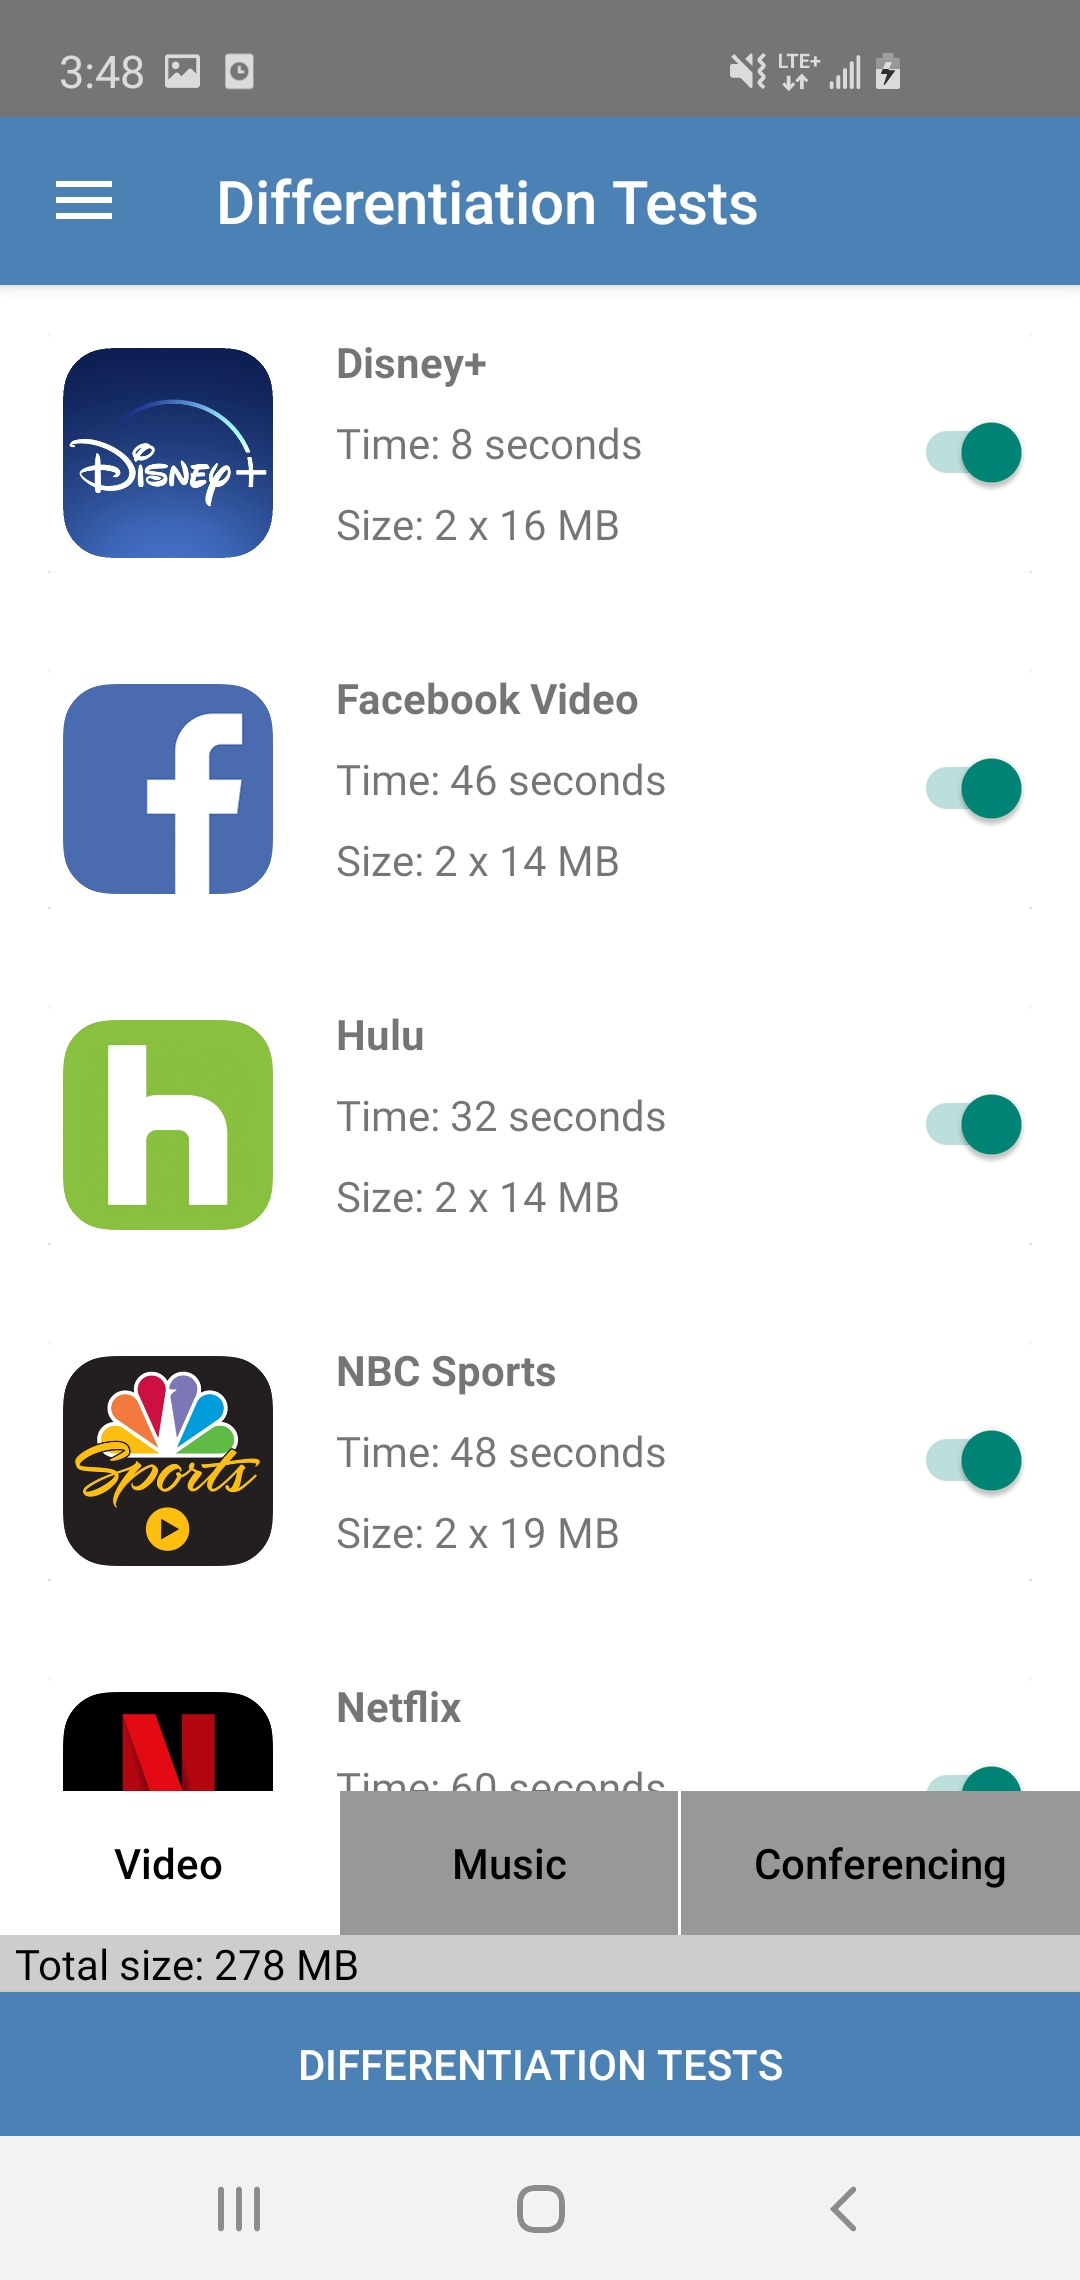 3:48 LTE+
Differentiation Tests
Disney+
Disney+
Time: 8 seconds
Size: 2 x 16 MB
f
Facebook Video
Time: 46 seconds
Size: 2 x 14 MB
h
Hulu
Time: 32 seconds
Size: 2 x 14 MB
Sports
NBC Sports
Time: 48 seconds
Size: 2 x 19 MB
N
Netflix
Time: 60 seconds
Video Music Conferencing
Total size: 278 MB
DIFFERENTIATION TESTS